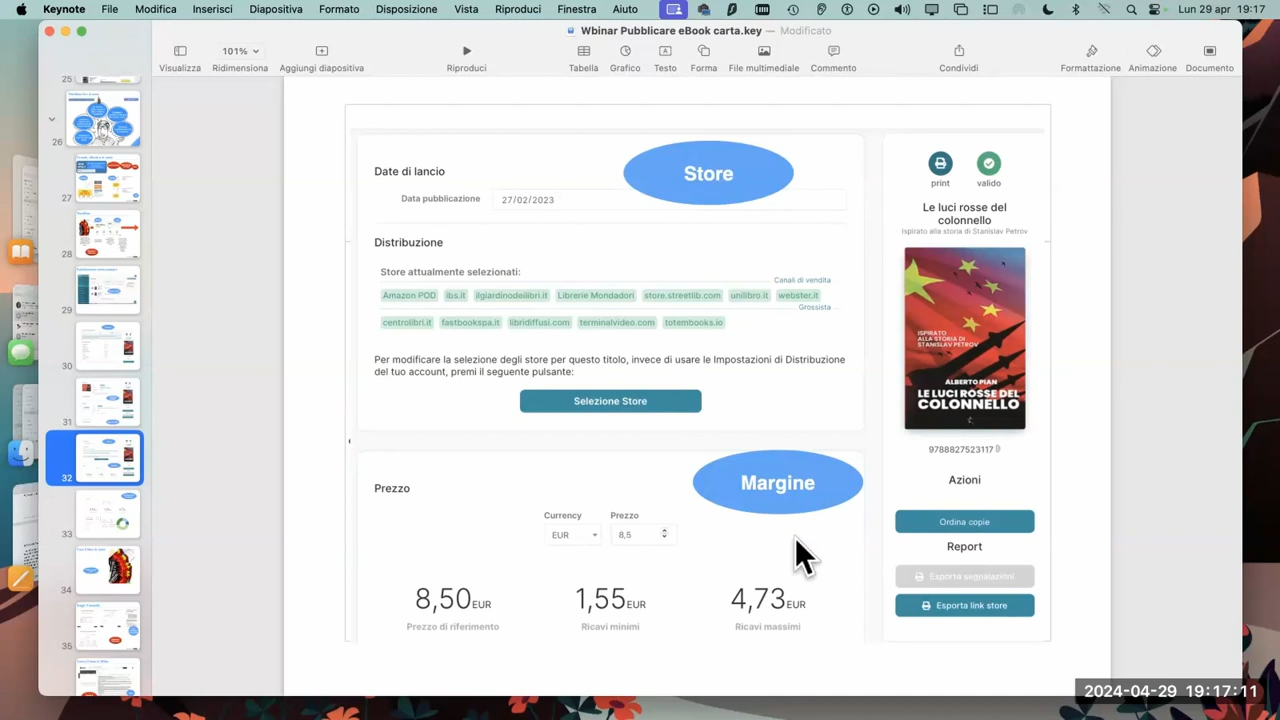 Keynote File Modifica Inserisci Diapositiva Formato Disponi Vista Riproduci Finestra Aiuto Lun 29 apr 19:17
Wbinar Pubblicare eBook carta.key — Modificato
101%
Visualizza Ridimensiona Aggiungi diapositiva Riproduci Tabella Grafico Testo Forma File multimediale Commento Condividi Formattazione Animazione Documento
25
26
27
28
29
30
31
32
33
34
35
Store
Date di lancio
Data pubblicazione 27/02/2023
Distribuzione
Store attualmente selezionati:
Canali di vendita
Amazon POD ibs.it ilgiardinodeilibri.it Librerie Mondadori store.streetlib.com unilibro.it webster.it
Grossista
centrolibri.it fastbookspa.it libridiffusi.com terminalvideo.com totembooks.io
Per modificare la selezione degli store per questo titolo, invece di usare le Impostazioni di Distribuzione
del tuo account, premi il seguente pulsante:
Selezione Store
Margine
Prezzo
Currency Prezzo
EUR 8,5
8,50EUR 1,55EUR 4,73EUR
Prezzo di riferimento Ricavi minimi Ricavi massimi
print valido
Le luci rosse del
colonnello
Ispirato alla storia di Stanislav Petrov
ISPIRATO
ALLA STORIA DI
STANISLAV PETROV
ALBERTO PIAN
LE LUCI ROSSE DEL
COLONNELLO
9788827523117
Azioni
Ordina copie
Report
Esporta segnalazioni
Esporta link store
2024-04-29 19:17:11